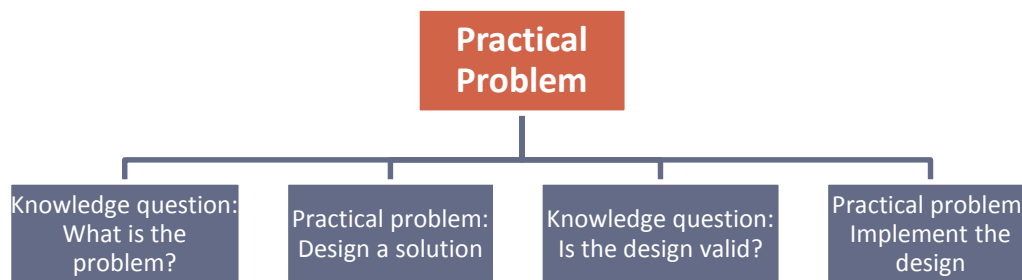 Practical
Problem
Knowledge question:
What is the
problem?
Practical problem:
Design a solution
Knowledge question:
Is the design valid?
Practical problem
Implement the
design